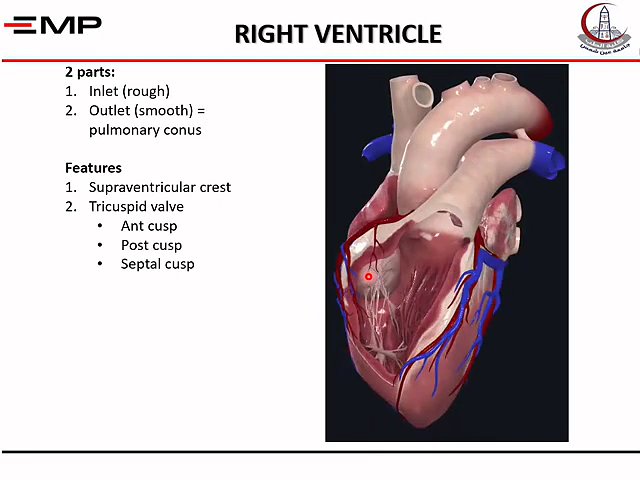 EMP
RIGHT VENTRICLE
2 parts:
1. Inlet (rough)
2. Outlet (smooth) =
pulmonary conus
Features
1. Supraventricular crest
2. Tricuspid valve
• Ant cusp
• Post cusp
• Septal cusp